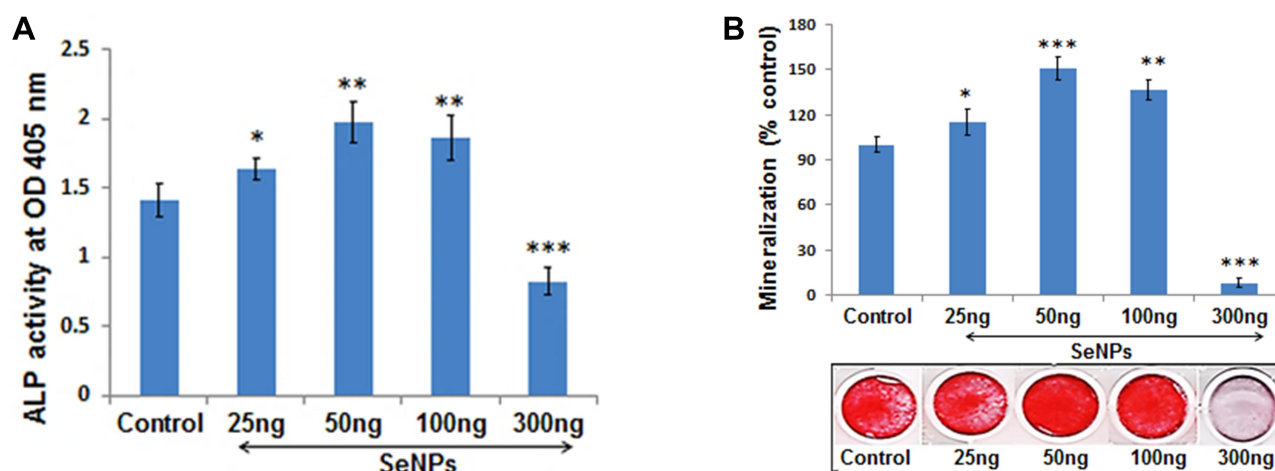 A
ALP activity at OD 405 nm
2.5
2
1.5
1
0.5
0
*
**
**
***
Control 25ng 50ng 100ng 300ng
SeNPs
B
Mineralization (% control)
180
150
120
90
60
30
0
*
***
**
***
Control 25ng 50ng 100ng 300ng
SeNPs
Control 25ng 50ng 100ng 300ng